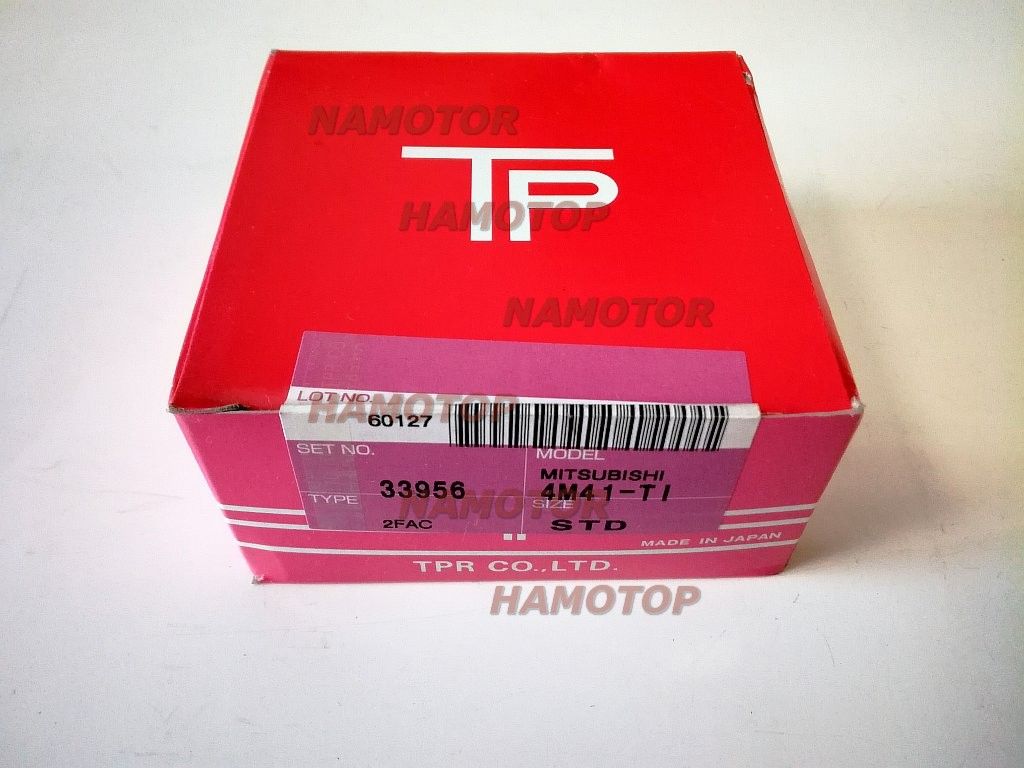 NAMOTOR
TP
HAMOTOP
NAMOTOR
LOT NO.
HAMOTOP
60127
SET NO.
MODEL
MITSUBISHI
33956
4M41-TI
TYPE
SIZE
NAMOTOR
2FAC
STD
MADE IN JAPAN
TPR CO.,LTD.
HAMOTOP